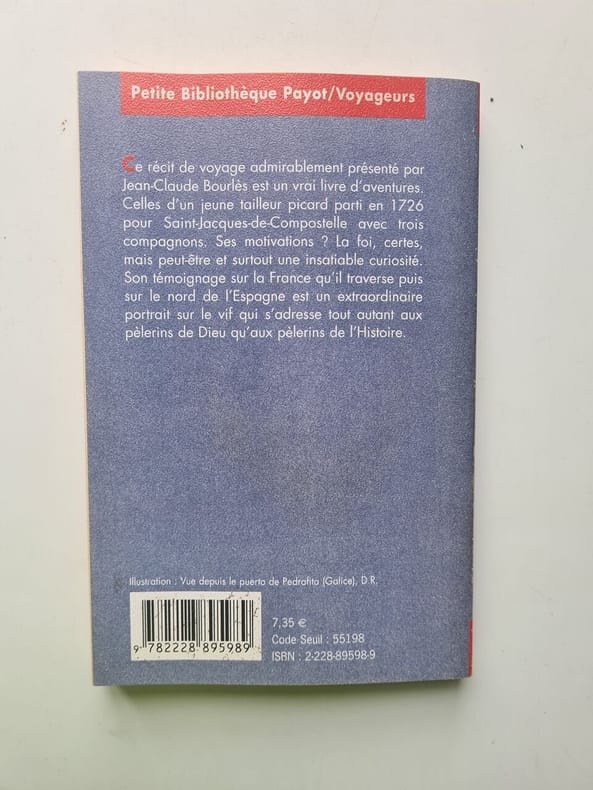 Petite Bibliothèque Payot/Voyageurs
Ce récit de voyage admirablement présenté par
Jean-Claude Bourlès est un vrai livre d'aventures.
Celles d'un jeune tailleur picard parti en 1726
pour Saint-Jacques-de-Compostelle avec trois
compagnons. Ses motivations ? La foi, certes,
mais peut-être et surtout une insatiable curiosité.
Son témoignage sur la France qu'il traverse puis
sur le nord de l'Espagne est un extraordinaire
portrait sur le vif qui s'adresse tout autant aux
pèlerins de Dieu qu'aux pèlerins de l'Histoire.
Illustration : Vue depuis le puerto de Pedrafita (Galice), D.R.
7,35 €
Code Seuil : 55198
ISBN : 2-228-89598-9
9 782228 895989